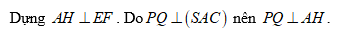 Dựng AH ⊥ EF . Do PQ ⊥ (SAC) nên PQ ⊥ AH .